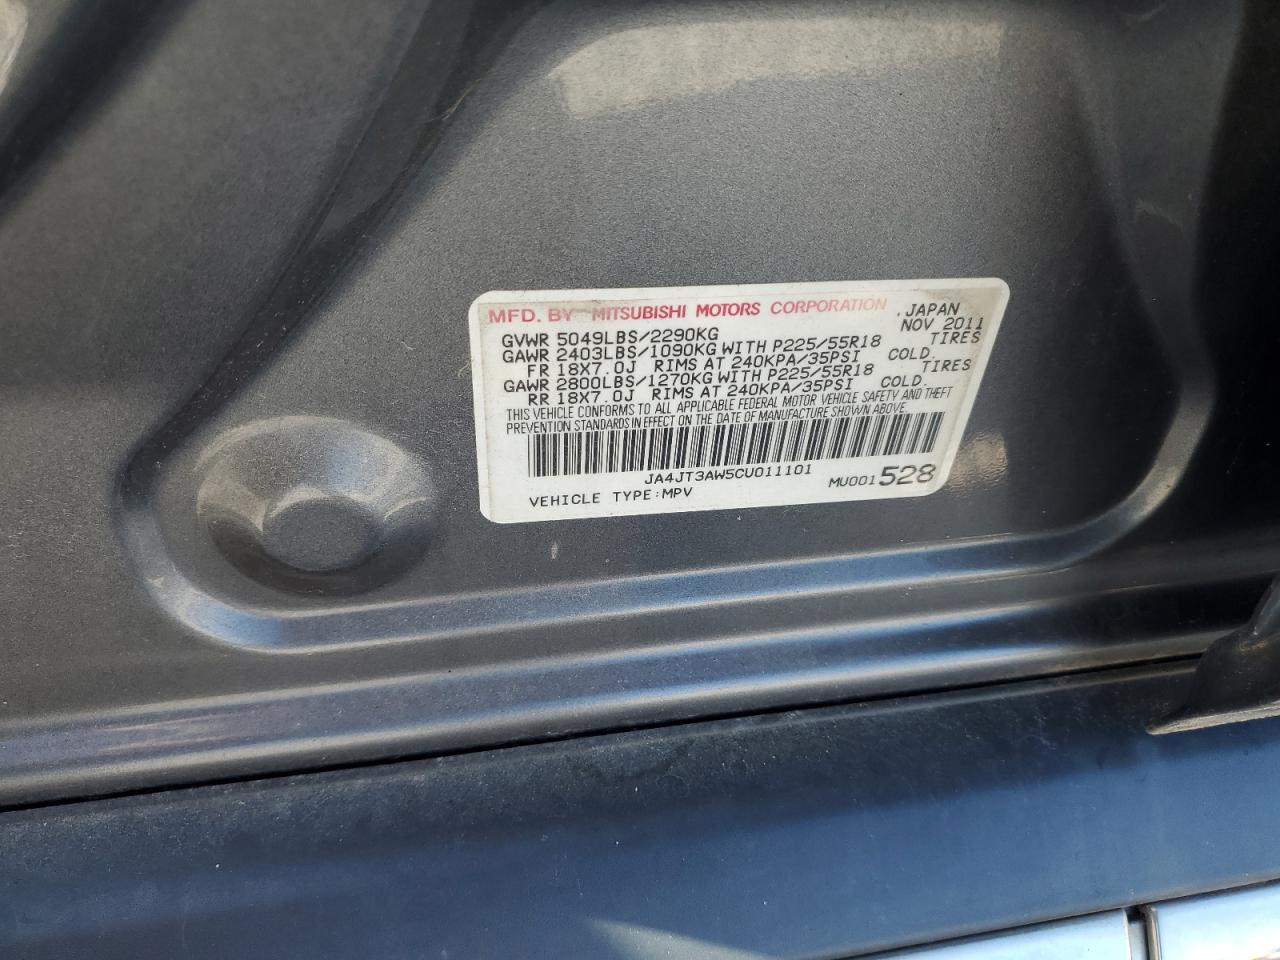 MFD. BY MITSUBISHI MOTORS CORPORATION JAPAN
GVWR 5049LBS/2290KG NOV 2011
GAWR 2403LBS/1090KG WITH P225/55R18 TIRES
FR 18X7.0J RIMS AT 240KPA/35PSI COLD.
GAWR 2800LBS/1270KG WITH P225/55R18 TIRES
RR 18X7.0J RIMS AT 240KPA/35PSI COLD.
THIS VEHICLE CONFORMS TO ALL APPLICABLE FEDERAL MOTOR VEHICLE SAFETY AND THEFT
PREVENTION STANDARDS IN EFFECT ON THE DATE OF MANUFACTURE SHOWN ABOVE.
JA4JT3AW5CU011101
VEHICLE TYPE:MPV MU001528